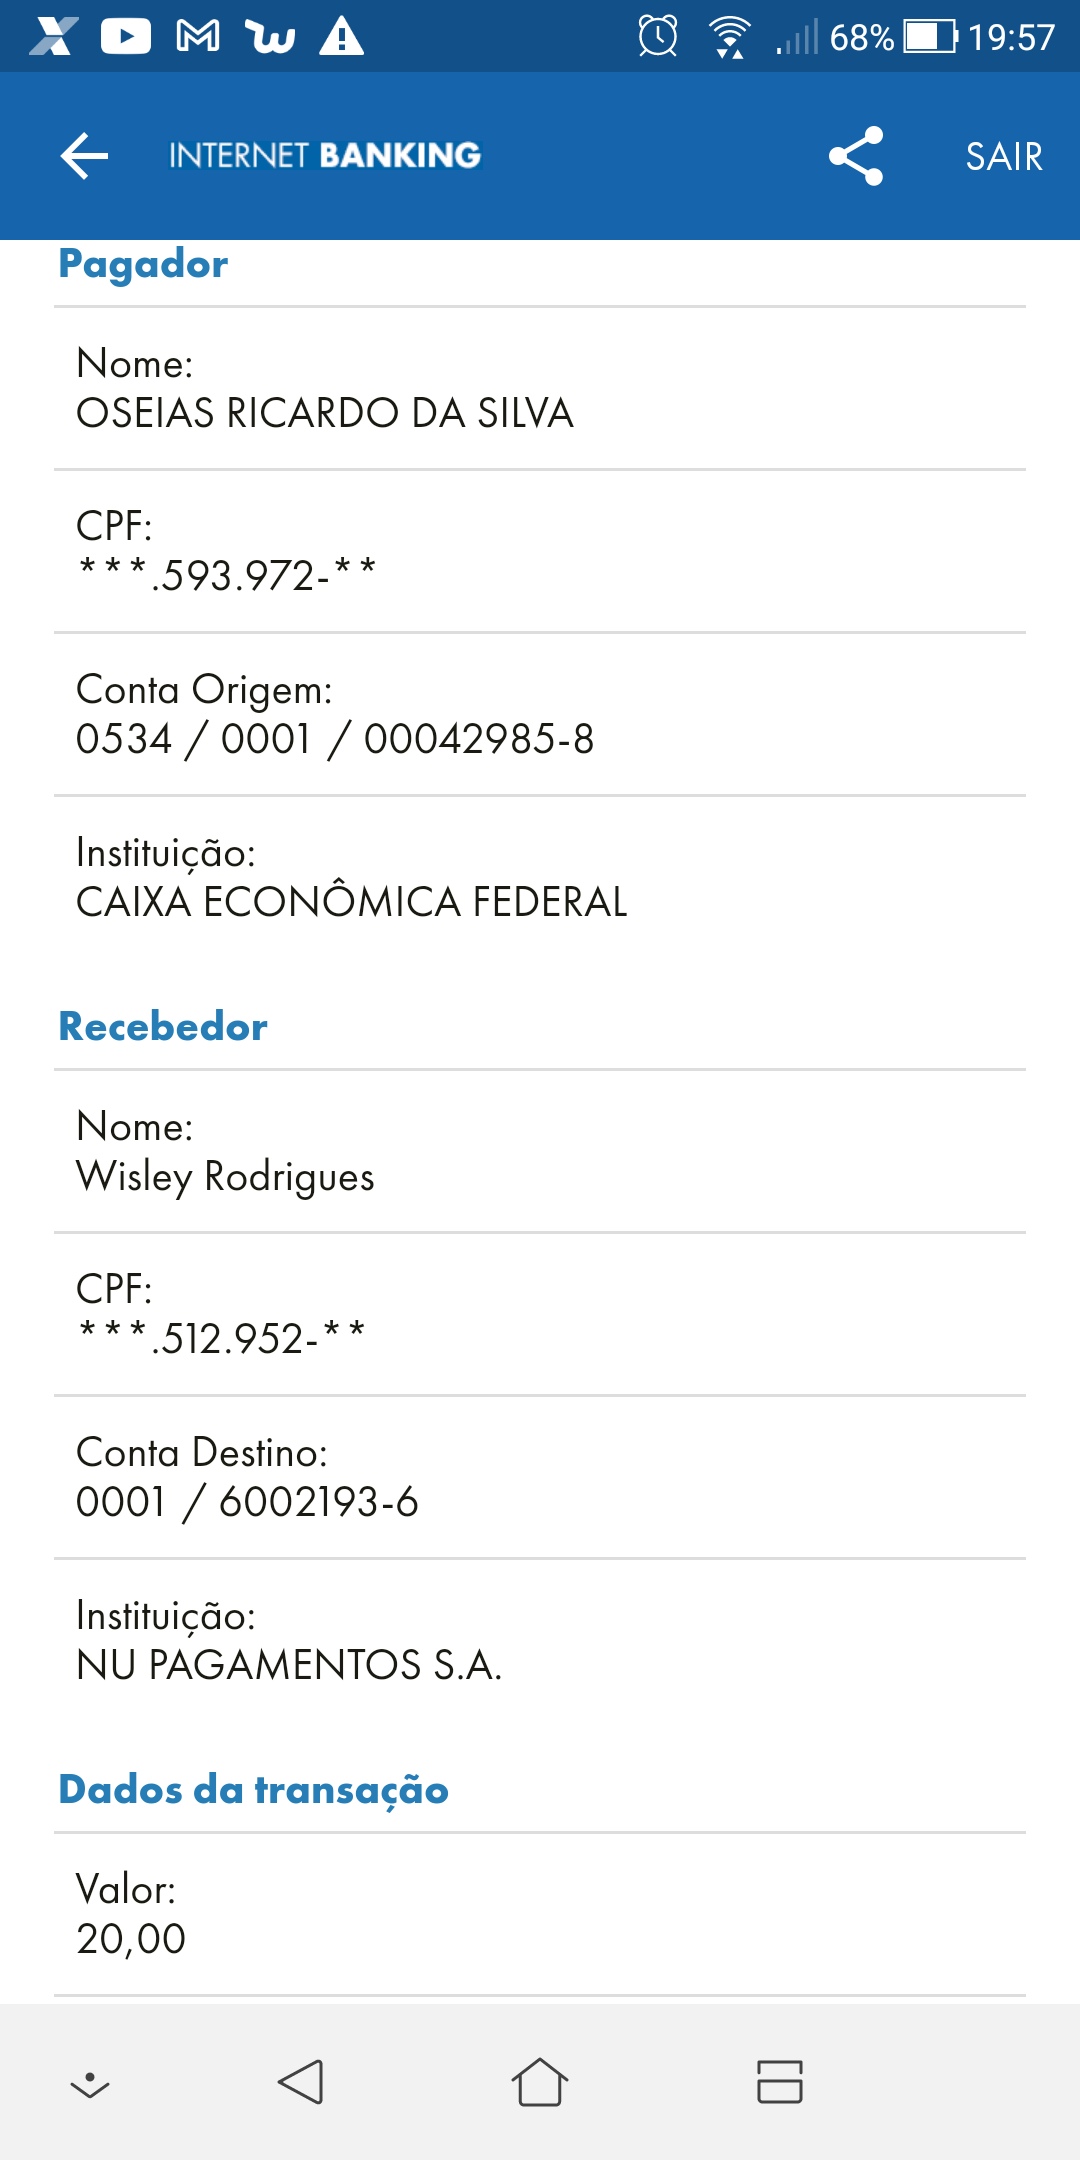 68% 19:57
INTERNET BANKING SAIR
Pagador
Nome:
OSEIAS RICARDO DA SILVA
CPF:
***.593.972-**
Conta Origem:
0534 / 0001 / 00042985-8
Instituição:
CAIXA ECONÔMICA FEDERAL
Recebedor
Nome:
Wisley Rodrigues
CPF:
***.512.952-**
Conta Destino:
0001 / 6002193-6
Instituição:
NU PAGAMENTOS S.A.
Dados da transação
Valor:
20,00